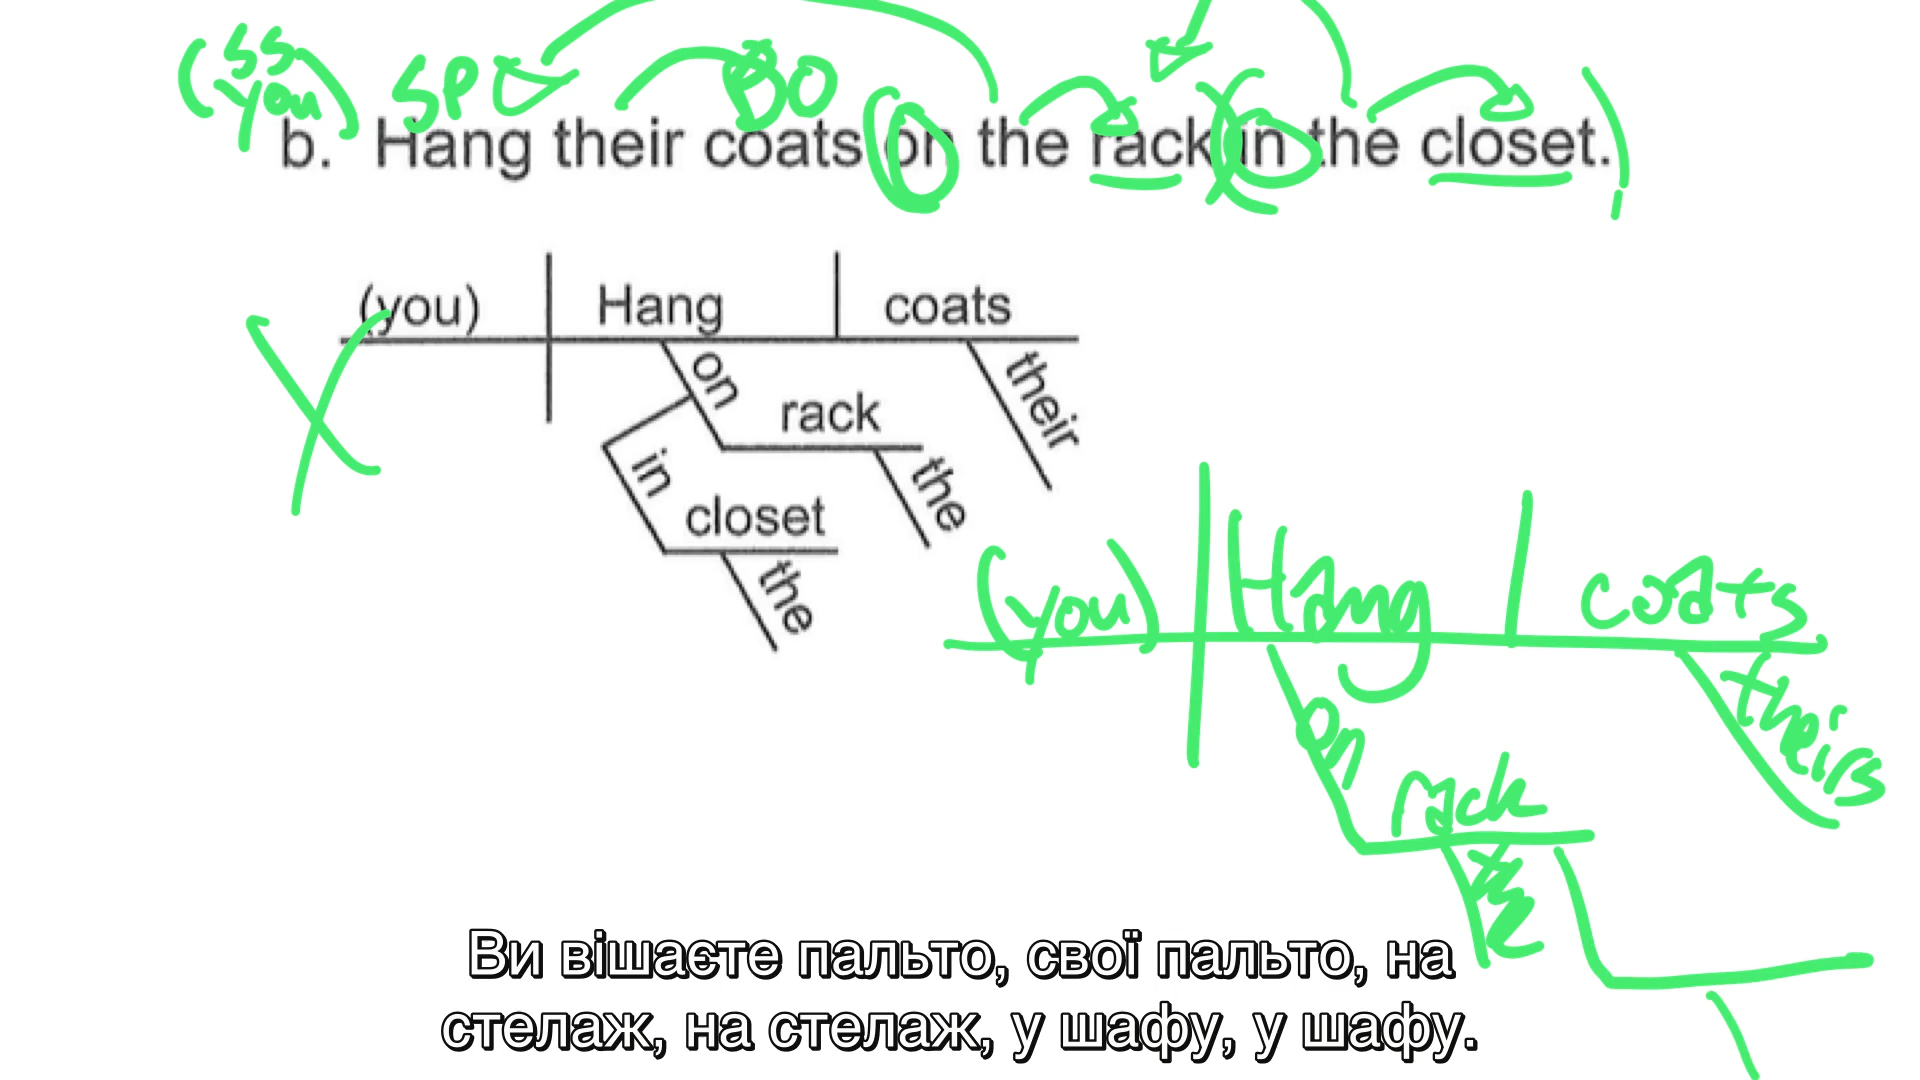 (SS you) SP DO
b. Hang their coats on the rack in the closet.
(you) Hang coats
on rack their
in closet the
the
(you) Hang coats
on rack theirs
the
Ви вішаєте пальто, свої пальто, на
стелаж, на стелаж, у шафу, у шафу.